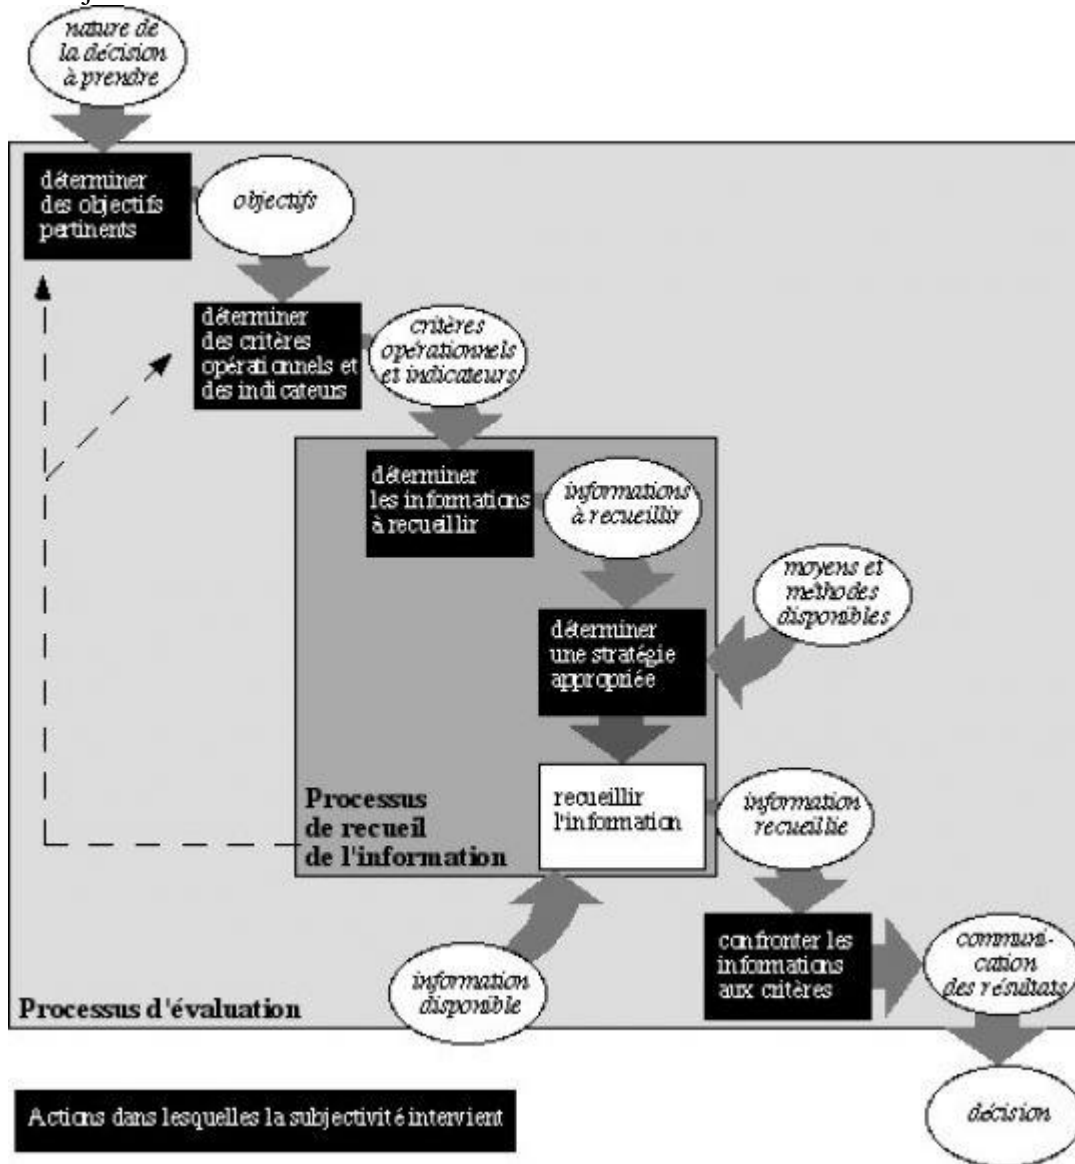 nature de
la décision
à prendre
déterminer
des objectifs
pertinents
objectifs
déterminer
des critères
opérationnels et
des indicateurs
critères
opérationnels
et indicateurs
déterminer
les informations
à recueillir
informations
à recueillir
moyens et
méthodes
disponibles
déterminer
une stratégie
appropriée
Processus
de recueil
de l'information
recueillir
l'information
information
recueillie
confronter les
informations
aux critères
communi-
cation
des résultats
information
disponible
Processus d'évaluation
décision
Actions dans lesquelles la subjectivité intervient